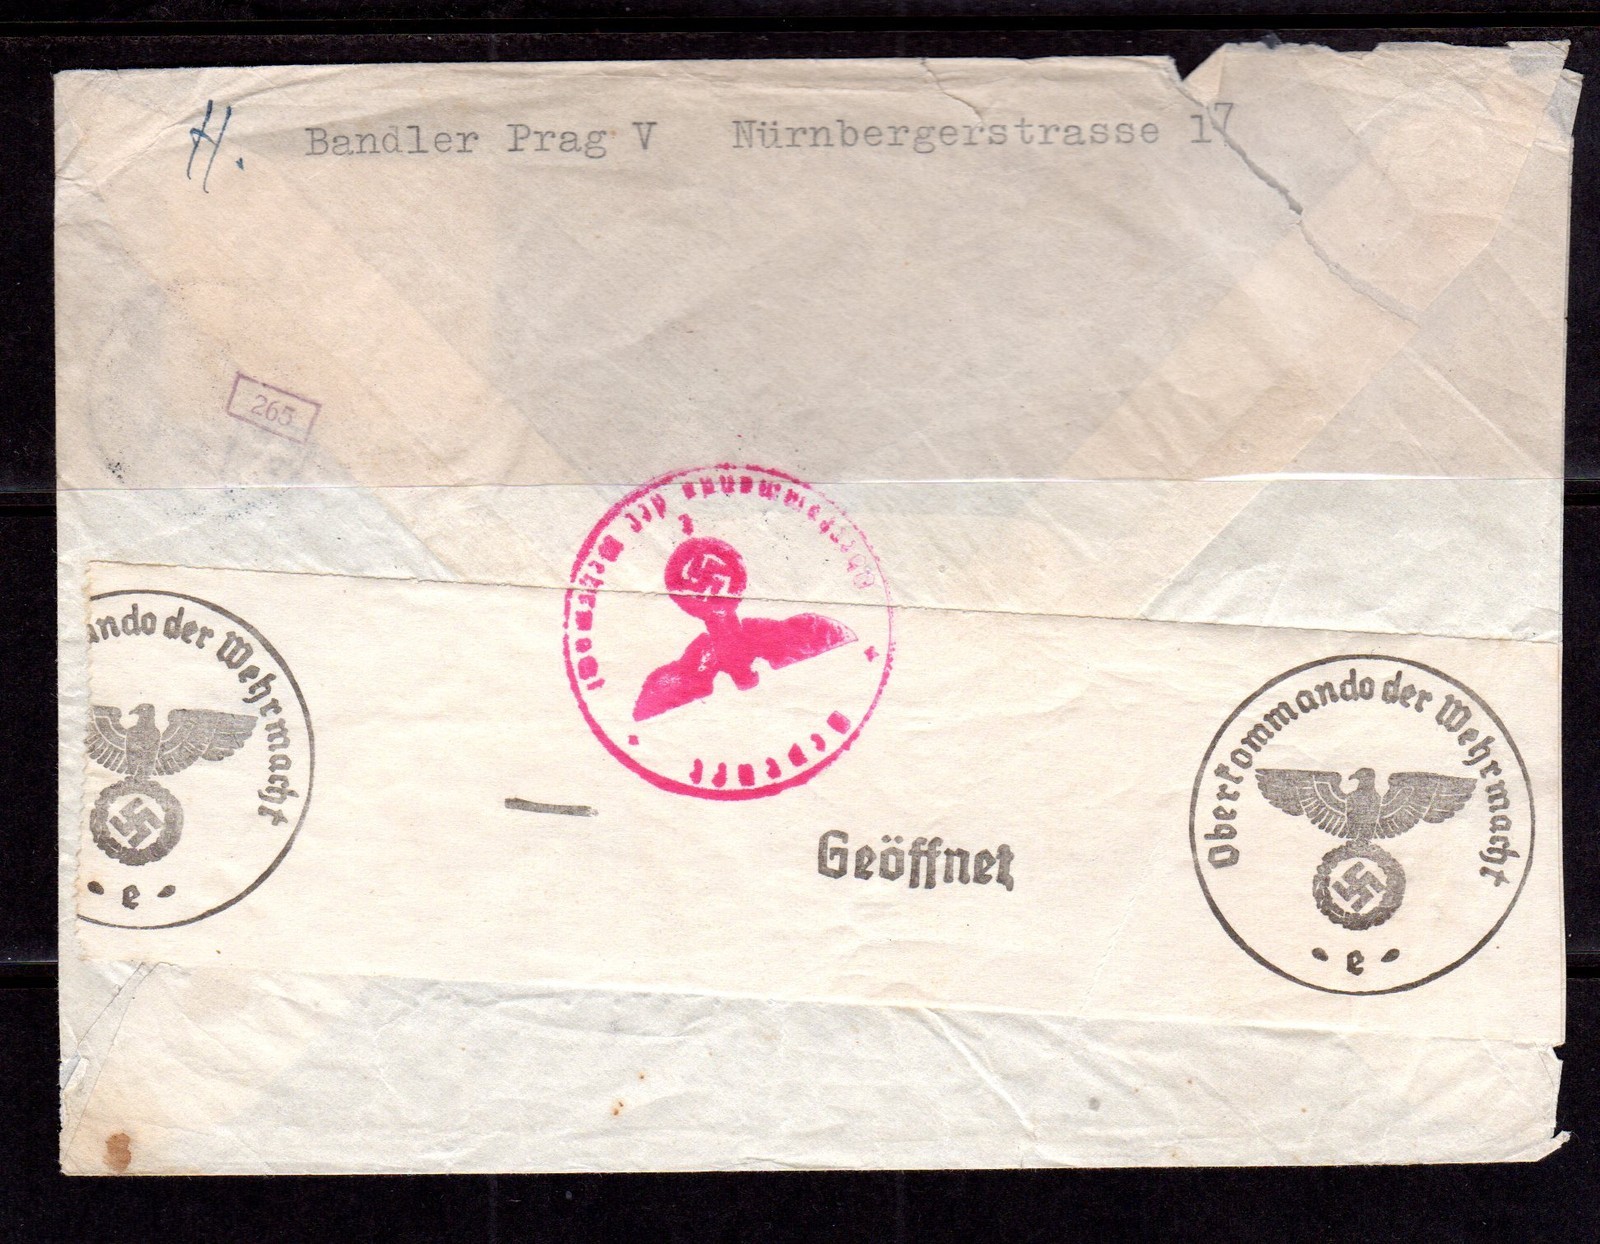 H. Bandler Prag V Nürnbergerstrasse 17
265
Oberkommando der Wehrmacht
e
ando der Wehrmacht
e
Geöffnet
Oberkommando der Wehrmacht
e